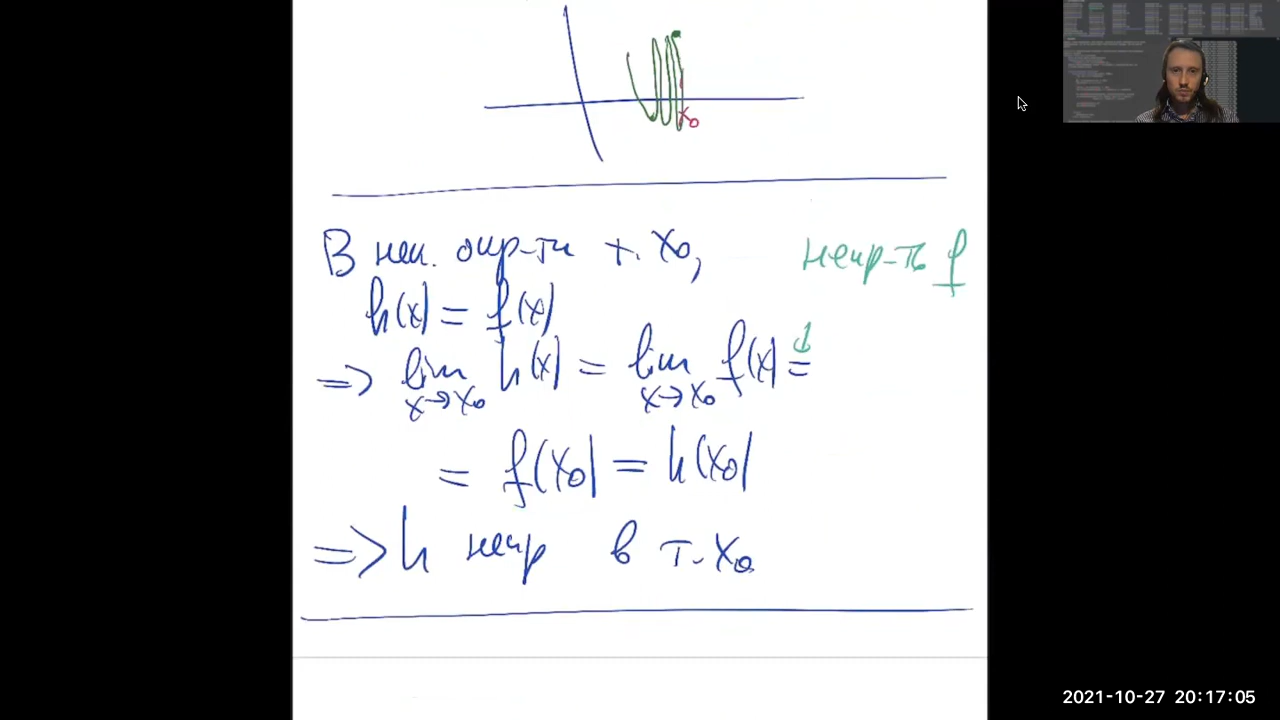 x₀
В нек. окр-ти т. x₀,
непр-ть f
h(x) = f(x)
=> lim h(x) = lim f(x) =
x→x₀ x→x₀
= f(x₀) = h(x₀)
=> h непр в т. x₀
2021-10-27 20:17:05